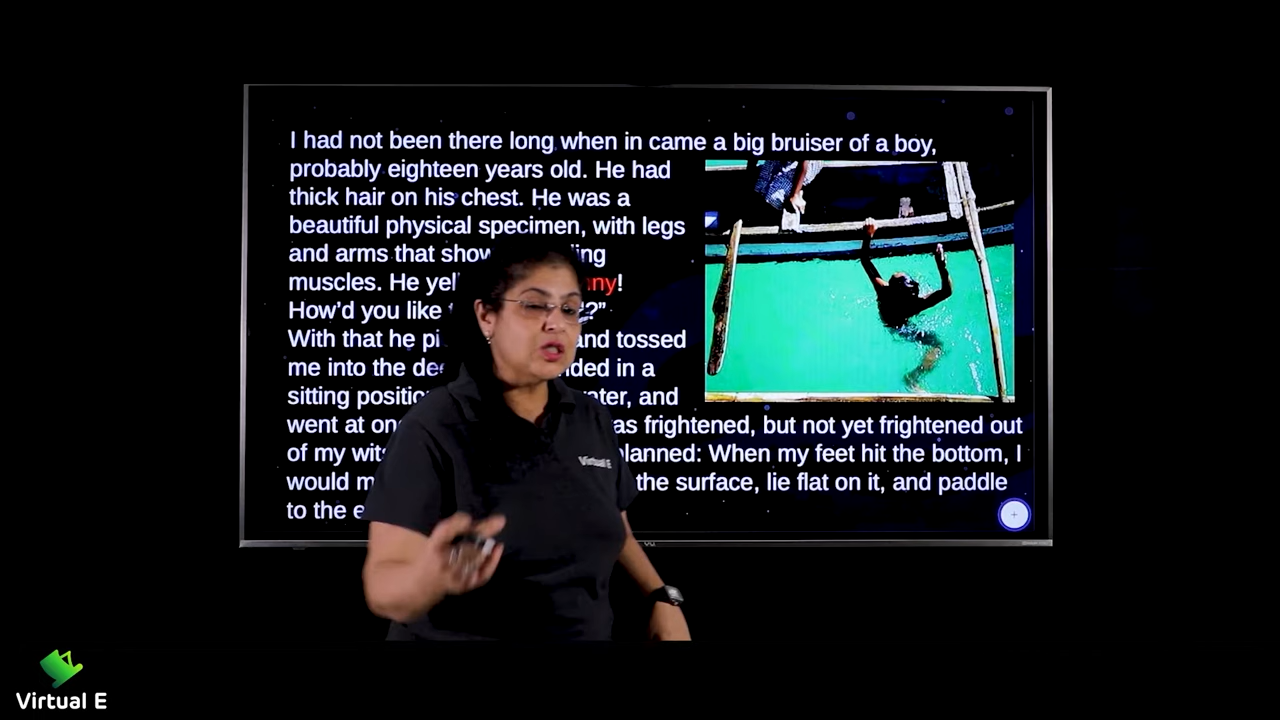 I had not been there long when in came a big bruiser of a boy,
probably eighteen years old. He had
thick hair on his chest. He was a
beautiful physical specimen, with legs
and arms that show ing
muscles. He yel ny!
How’d you like ?”
With that he pi and tossed
me into the de nded in a
sitting positio water, and
went at on as frightened, but not yet frightened out
of my wits planned: When my feet hit the bottom, I
would m the surface, lie flat on it, and paddle
to the e
Virtual E
Virtual E